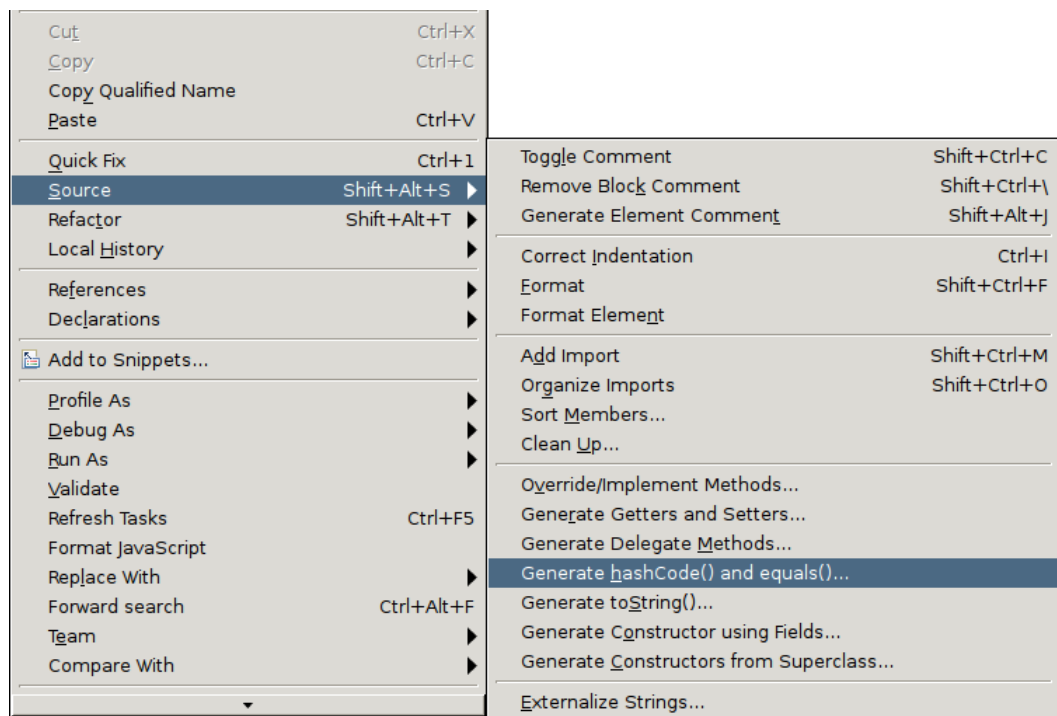 Cut Ctrl+X
Copy Ctrl+C
Copy Qualified Name
Paste Ctrl+V
Quick Fix Ctrl+1
Source Shift+Alt+S
Refactor Shift+Alt+T
Local History
References
Declarations
Add to Snippets...
Profile As
Debug As
Run As
Validate
Refresh Tasks Ctrl+F5
Format JavaScript
Replace With
Forward search Ctrl+Alt+F
Team
Compare With
Toggle Comment Shift+Ctrl+C
Remove Block Comment Shift+Ctrl+\
Generate Element Comment Shift+Alt+J
Correct Indentation Ctrl+I
Format Shift+Ctrl+F
Format Element
Add Import Shift+Ctrl+M
Organize Imports Shift+Ctrl+O
Sort Members...
Clean Up...
Override/Implement Methods...
Generate Getters and Setters...
Generate Delegate Methods...
Generate hashCode() and equals()...
Generate toString()...
Generate Constructor using Fields...
Generate Constructors from Superclass...
Externalize Strings...